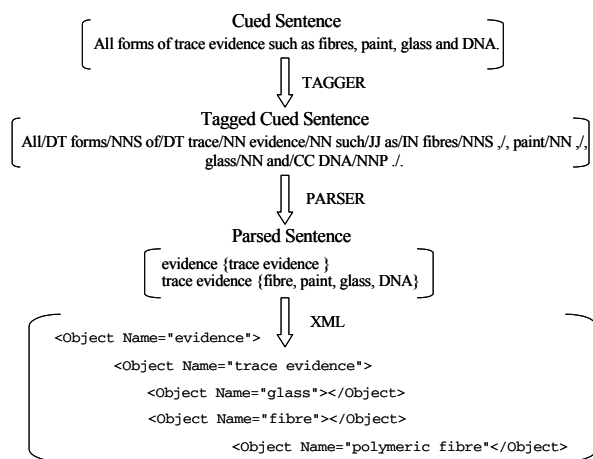 Cued Sentence
All forms of trace evidence such as fibres, paint, glass and DNA.
TAGGER
Tagged Cued Sentence
All/DT forms/NNS of/DT trace/NN evidence/NN such/JJ as/IN fibres/NNS ,/, paint/NN ,/,
glass/NN and/CC DNA/NNP ./.
PARSER
Parsed Sentence
evidence {trace evidence }
trace evidence {fibre, paint, glass, DNA}
XML
<Object Name="evidence">
<Object Name="trace evidence">
<Object Name="glass"></Object>
<Object Name="fibre"></Object>
<Object Name="polymeric fibre"</Object>